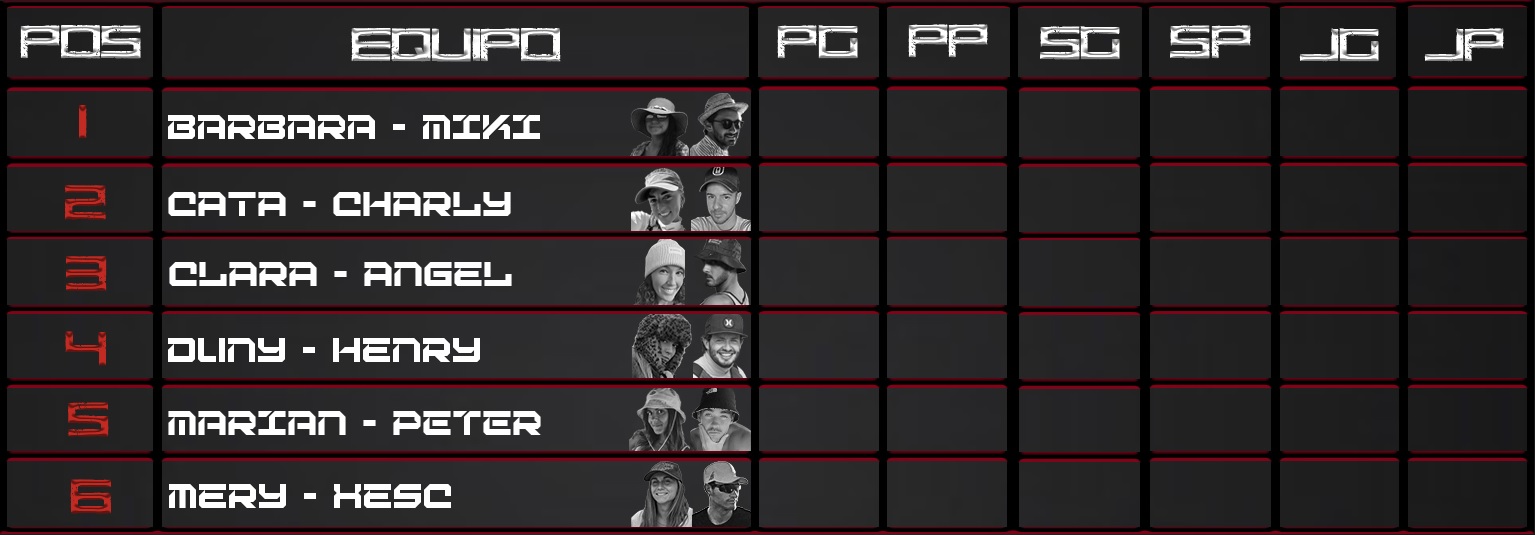 POS EQUIPO PG PP SG SP JG JP
1 BARBARA - MIKI
2 CATA - CHARLY
3 CLARA - ANGEL
4 DLINY - HENRY
5 MARIAN - PETER
6 MERY - XESC